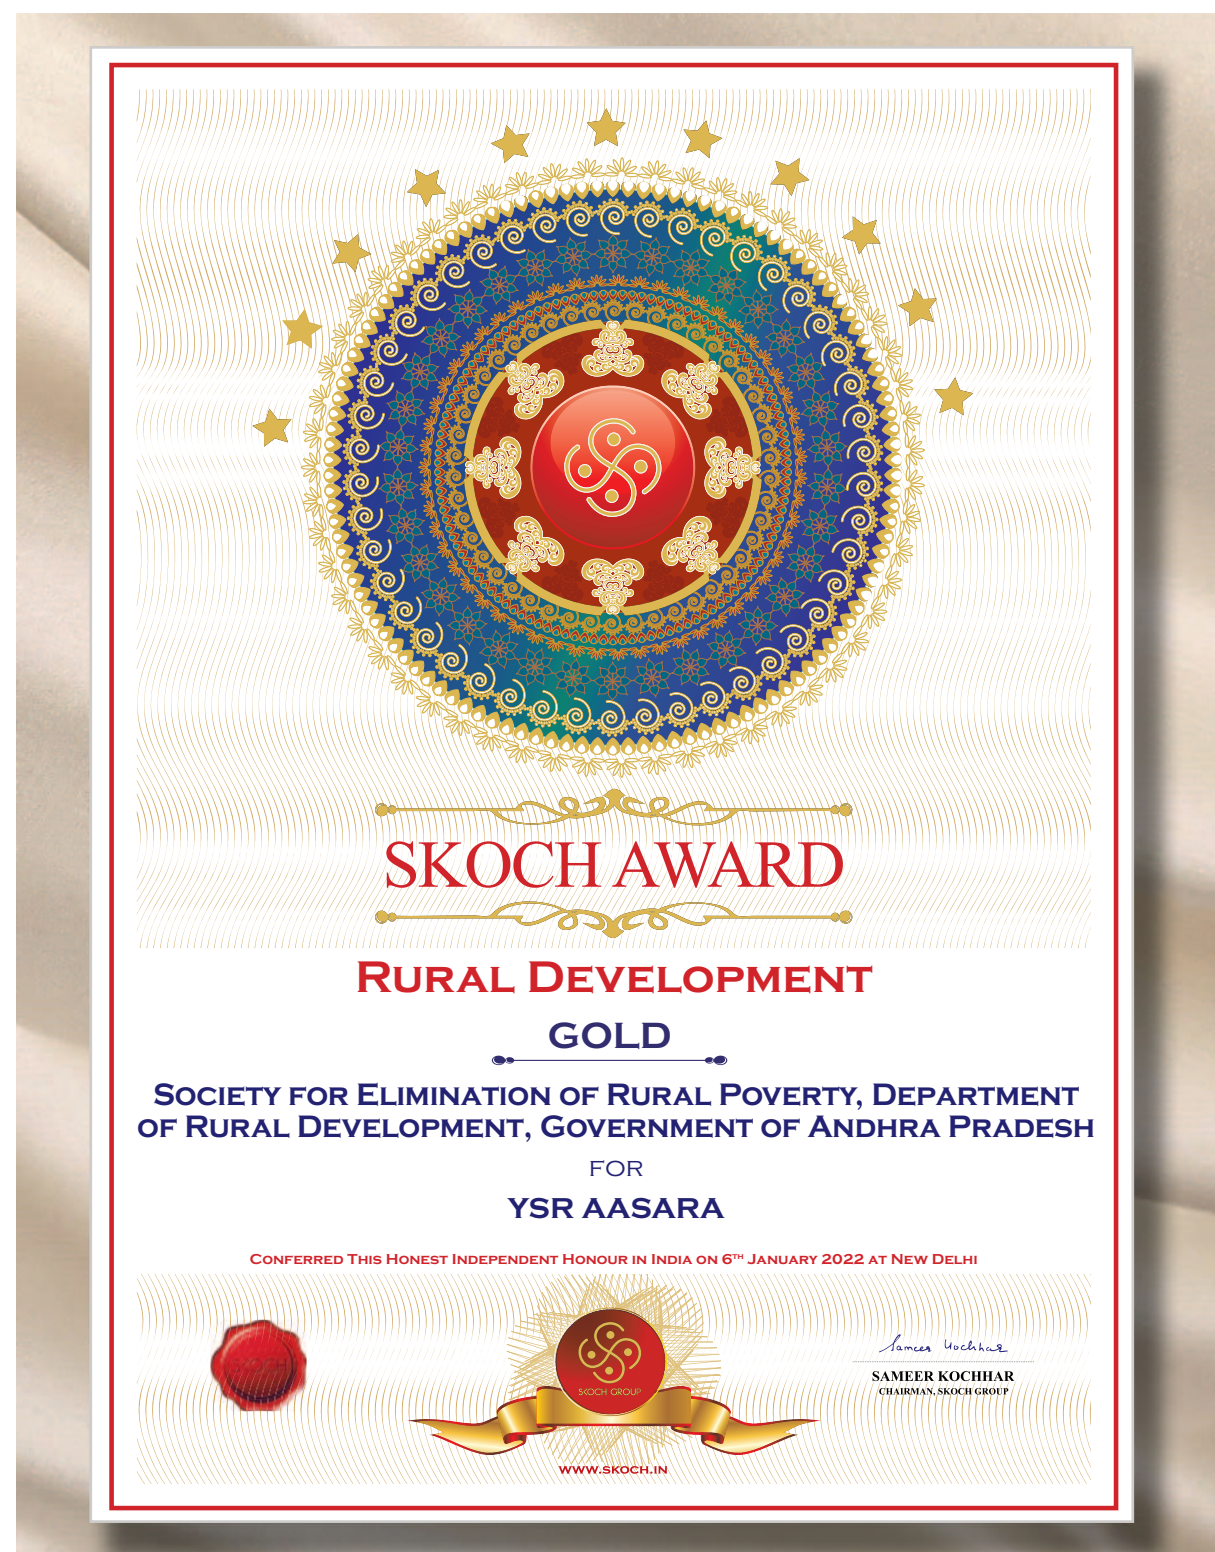 SKOCH AWARD
RURAL DEVELOPMENT
GOLD
SOCIETY FOR ELIMINATION OF RURAL POVERTY, DEPARTMENT
OF RURAL DEVELOPMENT, GOVERNMENT OF ANDHRA PRADESH
FOR
YSR AASARA
CONFERRED THIS HONEST INDEPENDENT HONOUR IN INDIA ON 6TH JANUARY 2022 AT NEW DELHI
SKOCH
SKOCH GROUP
Sameer Kochhar
SAMEER KOCHHAR
CHAIRMAN, SKOCH GROUP
WWW.SKOCH.IN